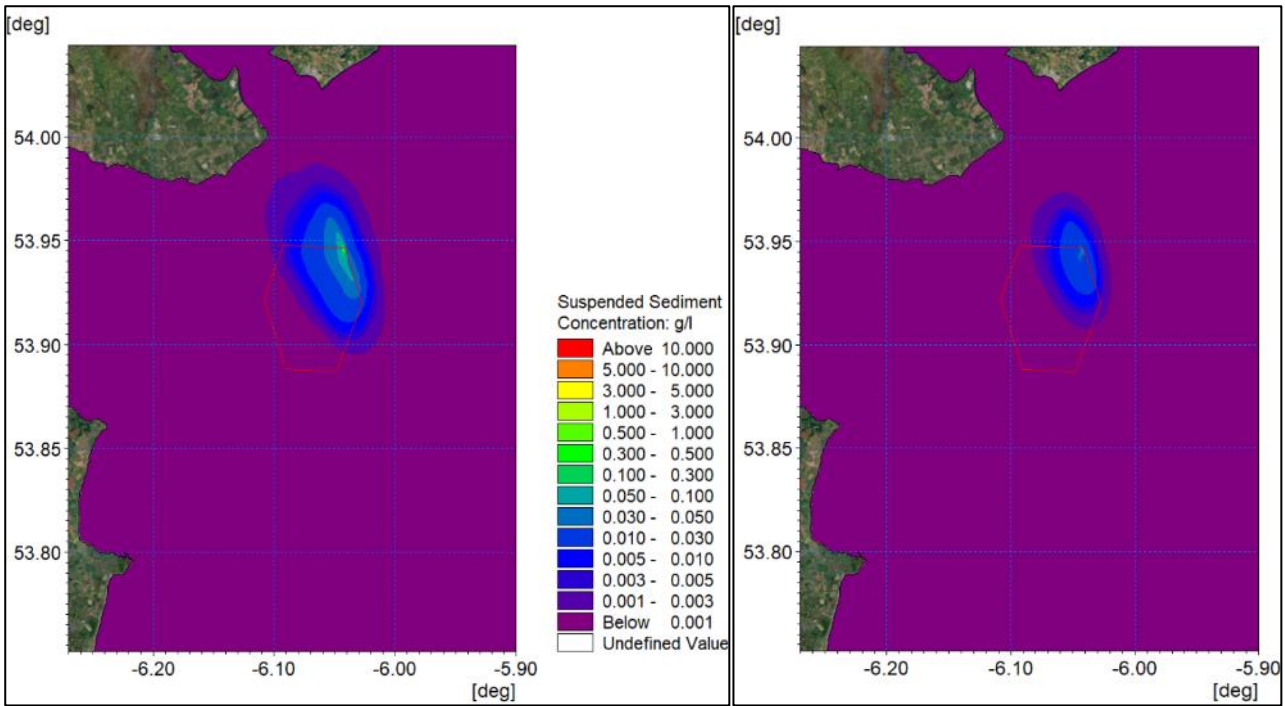 [deg]
54.00
53.95
53.90
53.85
53.80
-6.20 -6.10 -6.00 -5.90
[deg]
Suspended Sediment
Concentration: g/l
Above 10.000
5.000 - 10.000
3.000 - 5.000
1.000 - 3.000
0.500 - 1.000
0.300 - 0.500
0.100 - 0.300
0.050 - 0.100
0.030 - 0.050
0.010 - 0.030
0.005 - 0.010
0.003 - 0.005
0.001 - 0.003
Below 0.001
Undefined Value
[deg]
54.00
53.95
53.90
53.85
53.80
-6.20 -6.10 -6.00 -5.90
[deg]